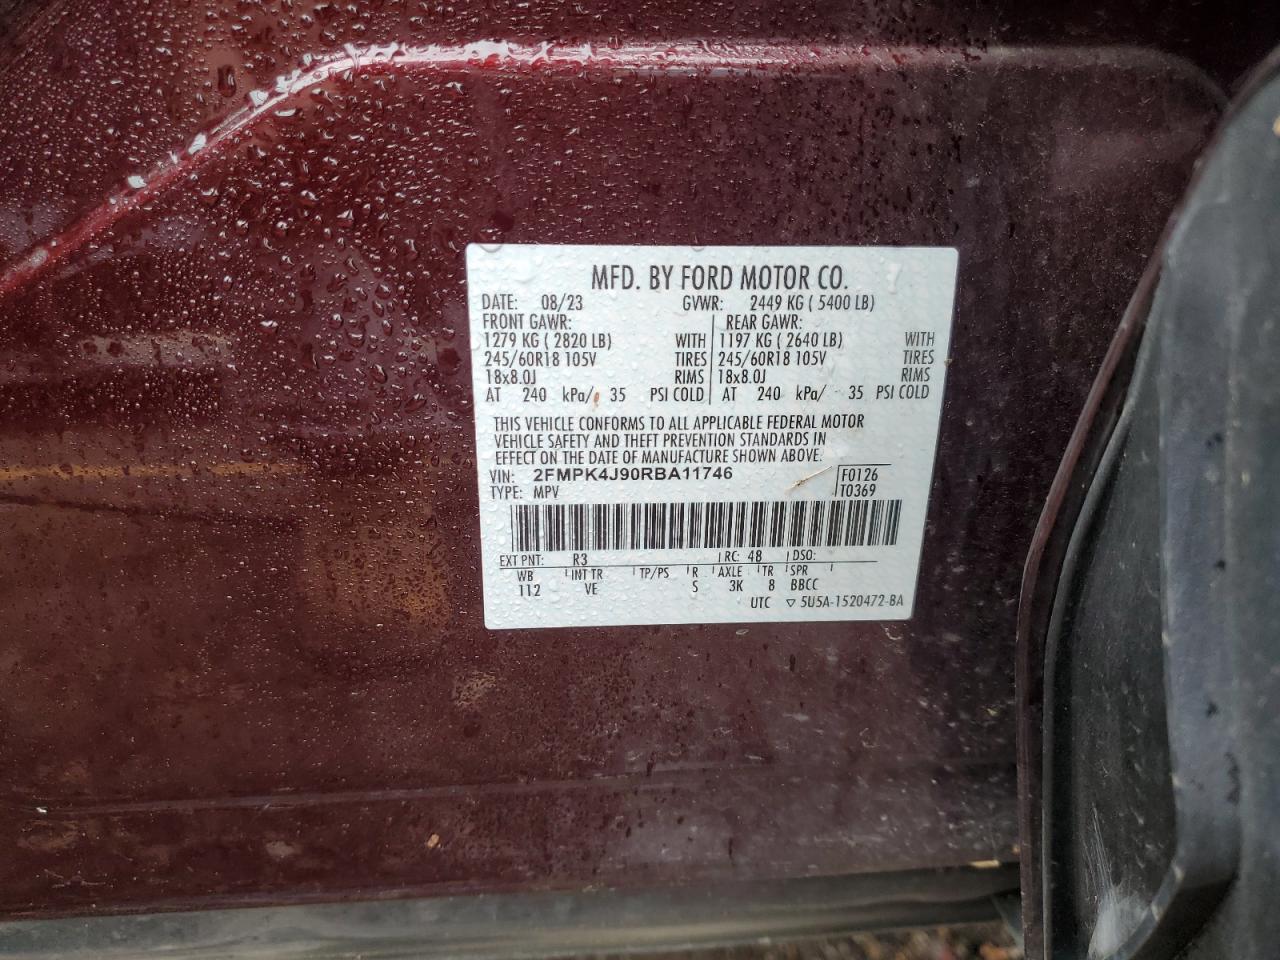 MFD. BY FORD MOTOR CO.
DATE: 08/23 GVWR: 2449 KG ( 5400 LB)
FRONT GAWR: REAR GAWR:
1279 KG ( 2820 LB) WITH 1197 KG ( 2640 LB) WITH
245/60R18 105V TIRES 245/60R18 105V TIRES
18x8.0J RIMS 18x8.0J RIMS
AT 240 kPa/ 35 PSI COLD AT 240 kPa/ 35 PSI COLD
THIS VEHICLE CONFORMS TO ALL APPLICABLE FEDERAL MOTOR
VEHICLE SAFETY AND THEFT PREVENTION STANDARDS IN
EFFECT ON THE DATE OF MANUFACTURE SHOWN ABOVE.
VIN: 2FMPK4J90RBA11746 F0126
TYPE: MPV T0369
EXT PNT: R3 RC: 48 DSO:
WB INT TR TP/PS R AXLE TR SPR
112 VE S 3K 8 BBCC
UTC ▽ 5U5A-1520472-BA